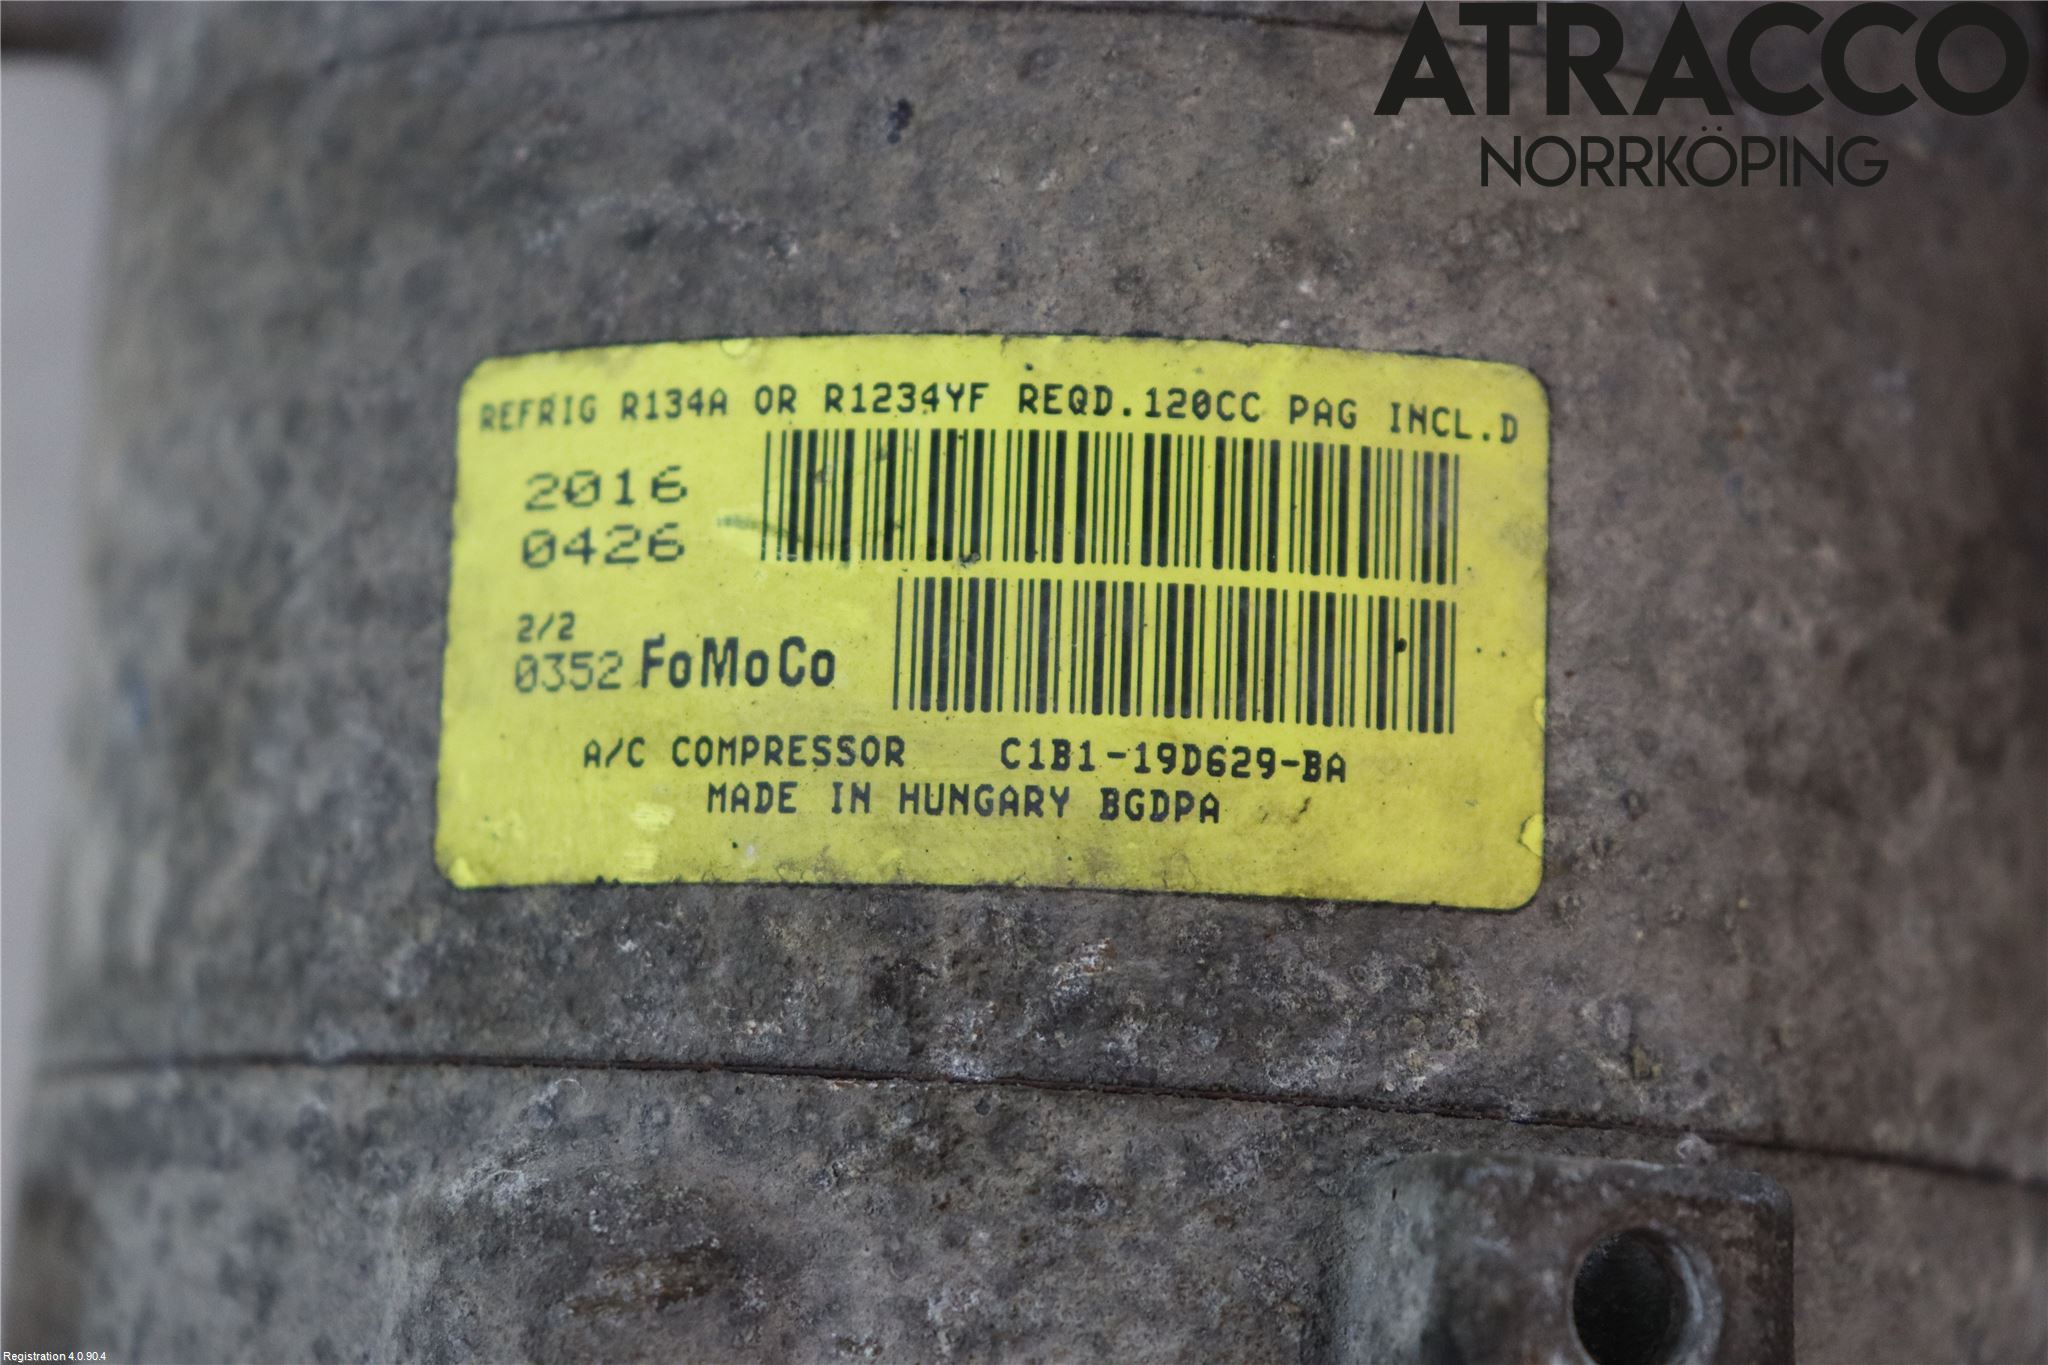 ATRACCO
NORRKÖPING
REFRIG R134A OR R1234YF REQD.120CC PAG INCL.D
2016
0426
2/2
0352 FoMoCo
A/C COMPRESSOR C1B1-19D629-BA
MADE IN HUNGARY BGDPA
Registration 4.0.90.4